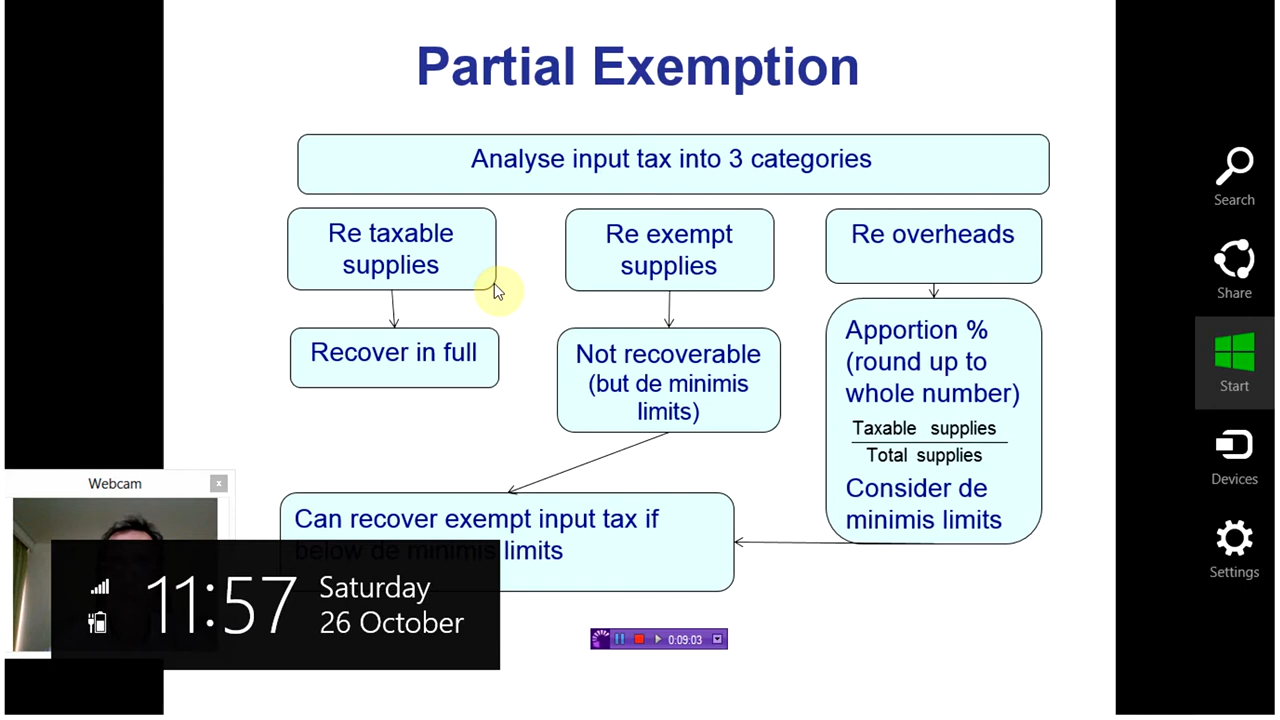 Partial Exemption
Analyse input tax into 3 categories
Re taxable
supplies
Re exempt
supplies
Re overheads
Recover in full
Not recoverable
(but de minimis
limits)
Apportion %
(round up to
whole number)
Taxable supplies
Total supplies
Consider de
minimis limits
Can recover exempt input tax if
below de minimis limits
Search
Share
Start
Devices
Settings
Webcam
x
11:57
Saturday
26 October
0:09:03